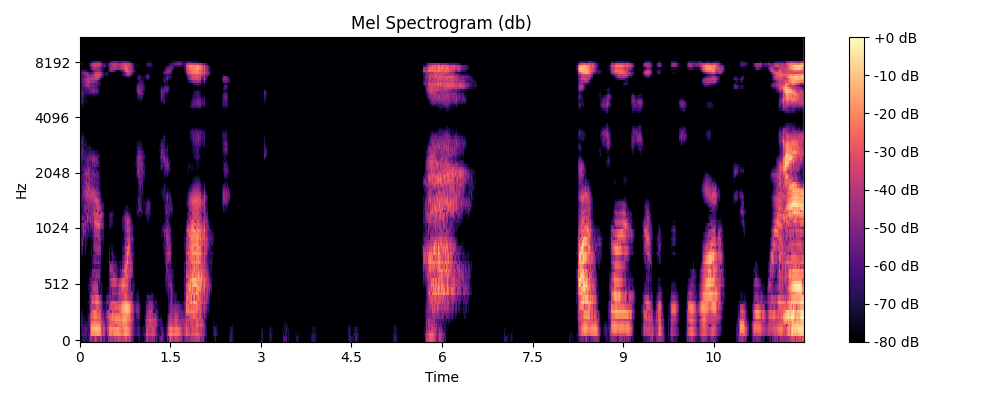 Mel Spectrogram (db)
Hz
8192
4096
2048
1024
512
0
0 1.5 3 4.5 6 7.5 9 10
Time
+0 dB
-10 dB
-20 dB
-30 dB
-40 dB
-50 dB
-60 dB
-70 dB
-80 dB